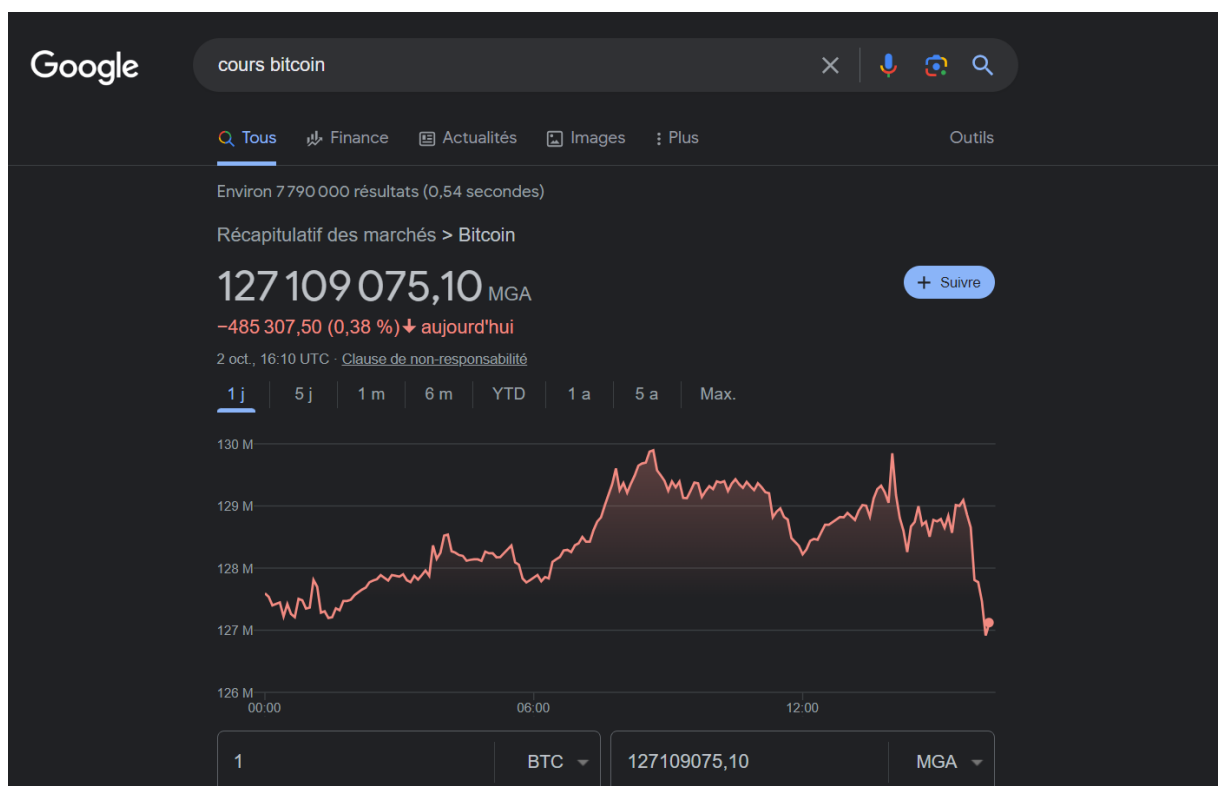 Google
cours bitcoin
Tous Finance Actualités Images Plus Outils
Environ 7 790 000 résultats (0,54 secondes)
Récapitulatif des marchés > Bitcoin
127 109 075,10 MGA
+ Suivre
−485 307,50 (0,38 %) aujourd'hui
2 oct., 16:10 UTC · Clause de non-responsabilité
1 j 5 j 1 m 6 m YTD 1 a 5 a Max.
130 M
129 M
128 M
127 M
126 M
00:00 06:00 12:00
1 BTC 127109075,10 MGA